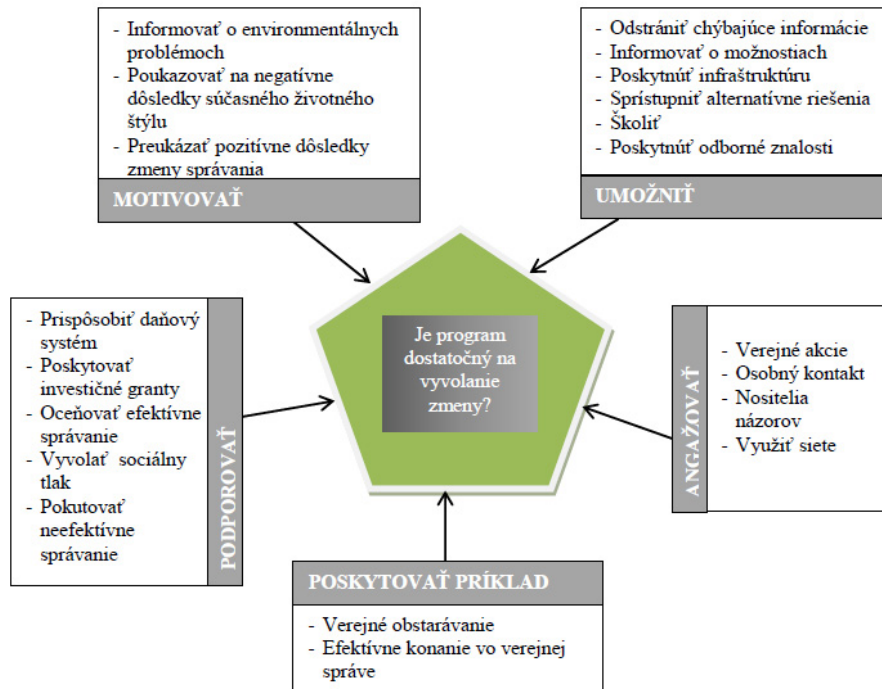 - Informovať o environmentálnych
problémoch
- Poukazovať na negatívne
dôsledky súčasného životného
štýlu
- Preukázať pozitívne dôsledky
zmeny správania
MOTIVOVAŤ
- Odstrániť chýbajúce informácie
- Informovať o možnostiach
- Poskytnúť infraštruktúru
- Sprístupniť alternatívne riešenia
- Školiť
- Poskytnúť odborné znalosti
UMOŽNIŤ
- Prispôsobiť daňový
systém
- Poskytovať
investičné granty
- Oceňovať efektívne
správanie
- Vyvolať sociálny
tlak
- Pokutovať
neefektívne
správanie
PODPOROVAŤ
Je program
dostatočný na
vyvolanie
zmeny?
ANGAŽOVAŤ
- Verejné akcie
- Osobný kontakt
- Nositelia
názorov
- Využiť siete
POSKYTOVAŤ PRÍKLAD
- Verejné obstarávanie
- Efektívne konanie vo verejnej
správe